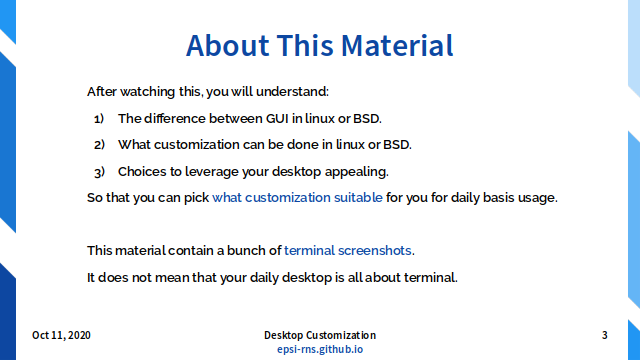 About This Material
After watching this, you will understand:
1) The difference between GUI in linux or BSD.
2) What customization can be done in linux or BSD.
3) Choices to leverage your desktop appealing.
So that you can pick what customization suitable for you for daily basis usage.
This material contain a bunch of terminal screenshots.
It does not mean that your daily desktop is all about terminal.
Oct 11, 2020
Desktop Customization
epsi-rns.github.io
3